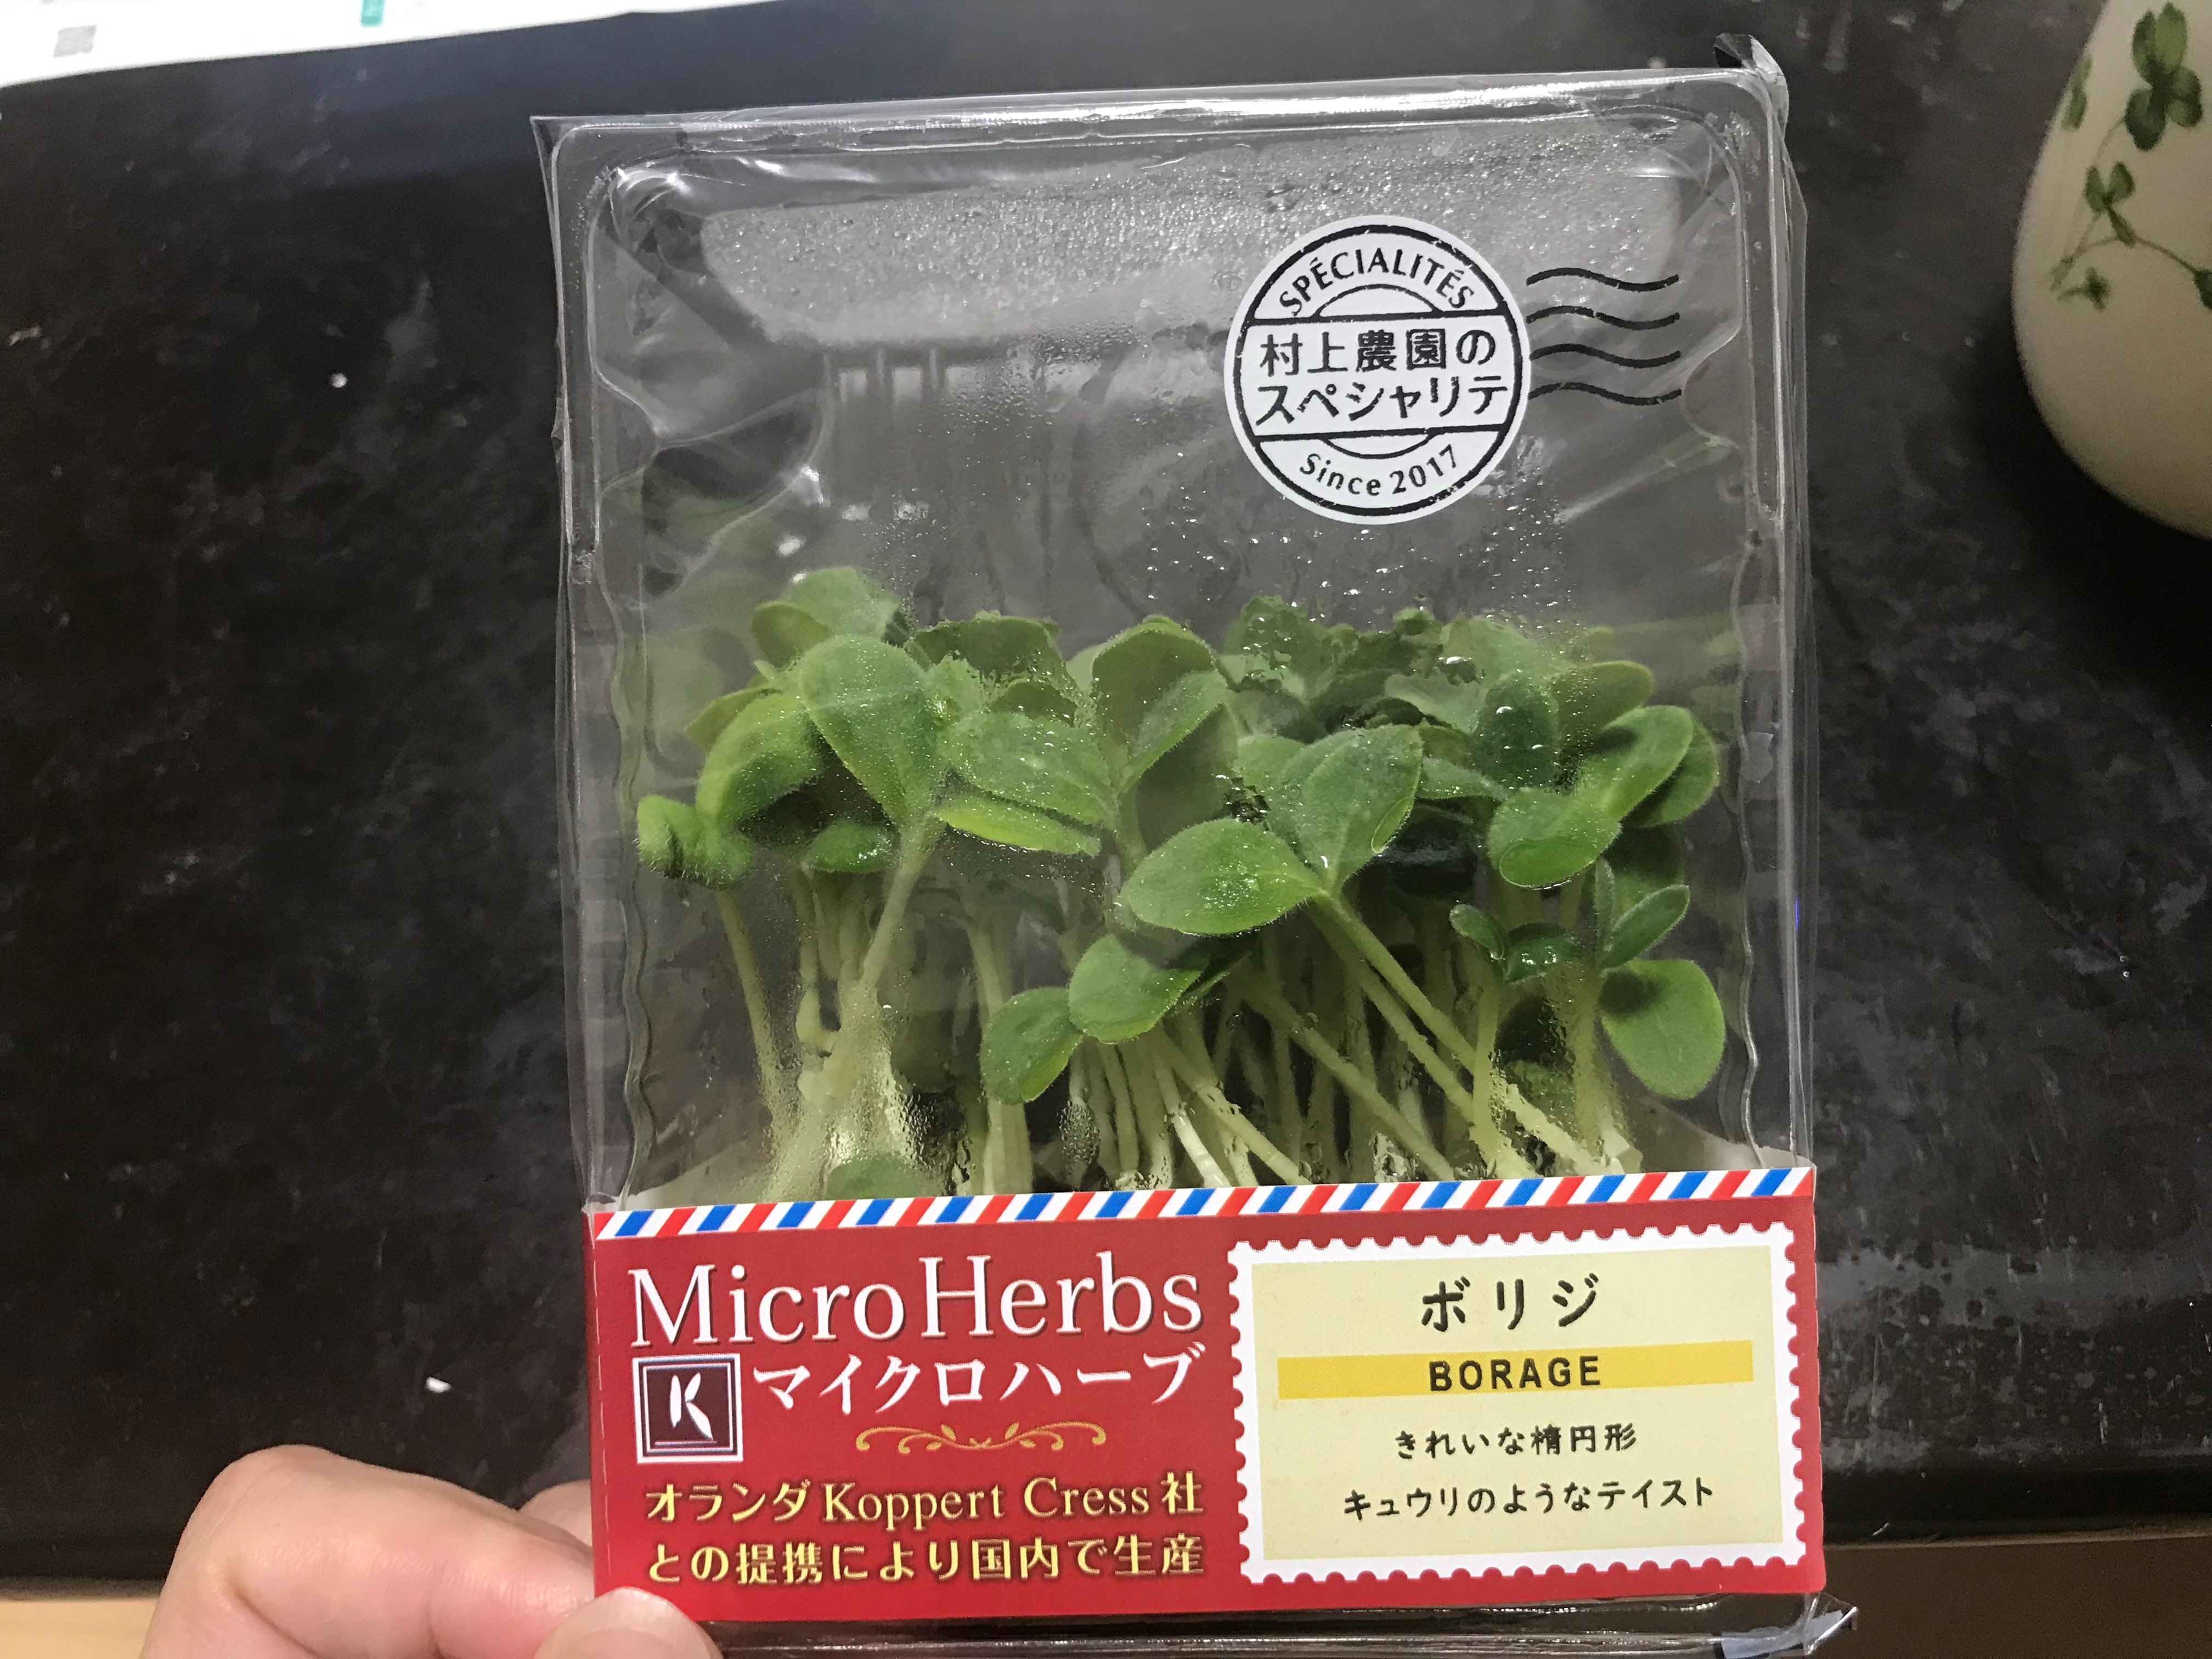 SPÉCIALITÉS
村上農園の
スペシャリテ
Since 2017
Micro Herbs
K マイクロハーブ
オランダ Koppert Cress 社
との提携により国内で生産
ボリジ
BORAGE
きれいな楕円形
キュウリのようなテイスト